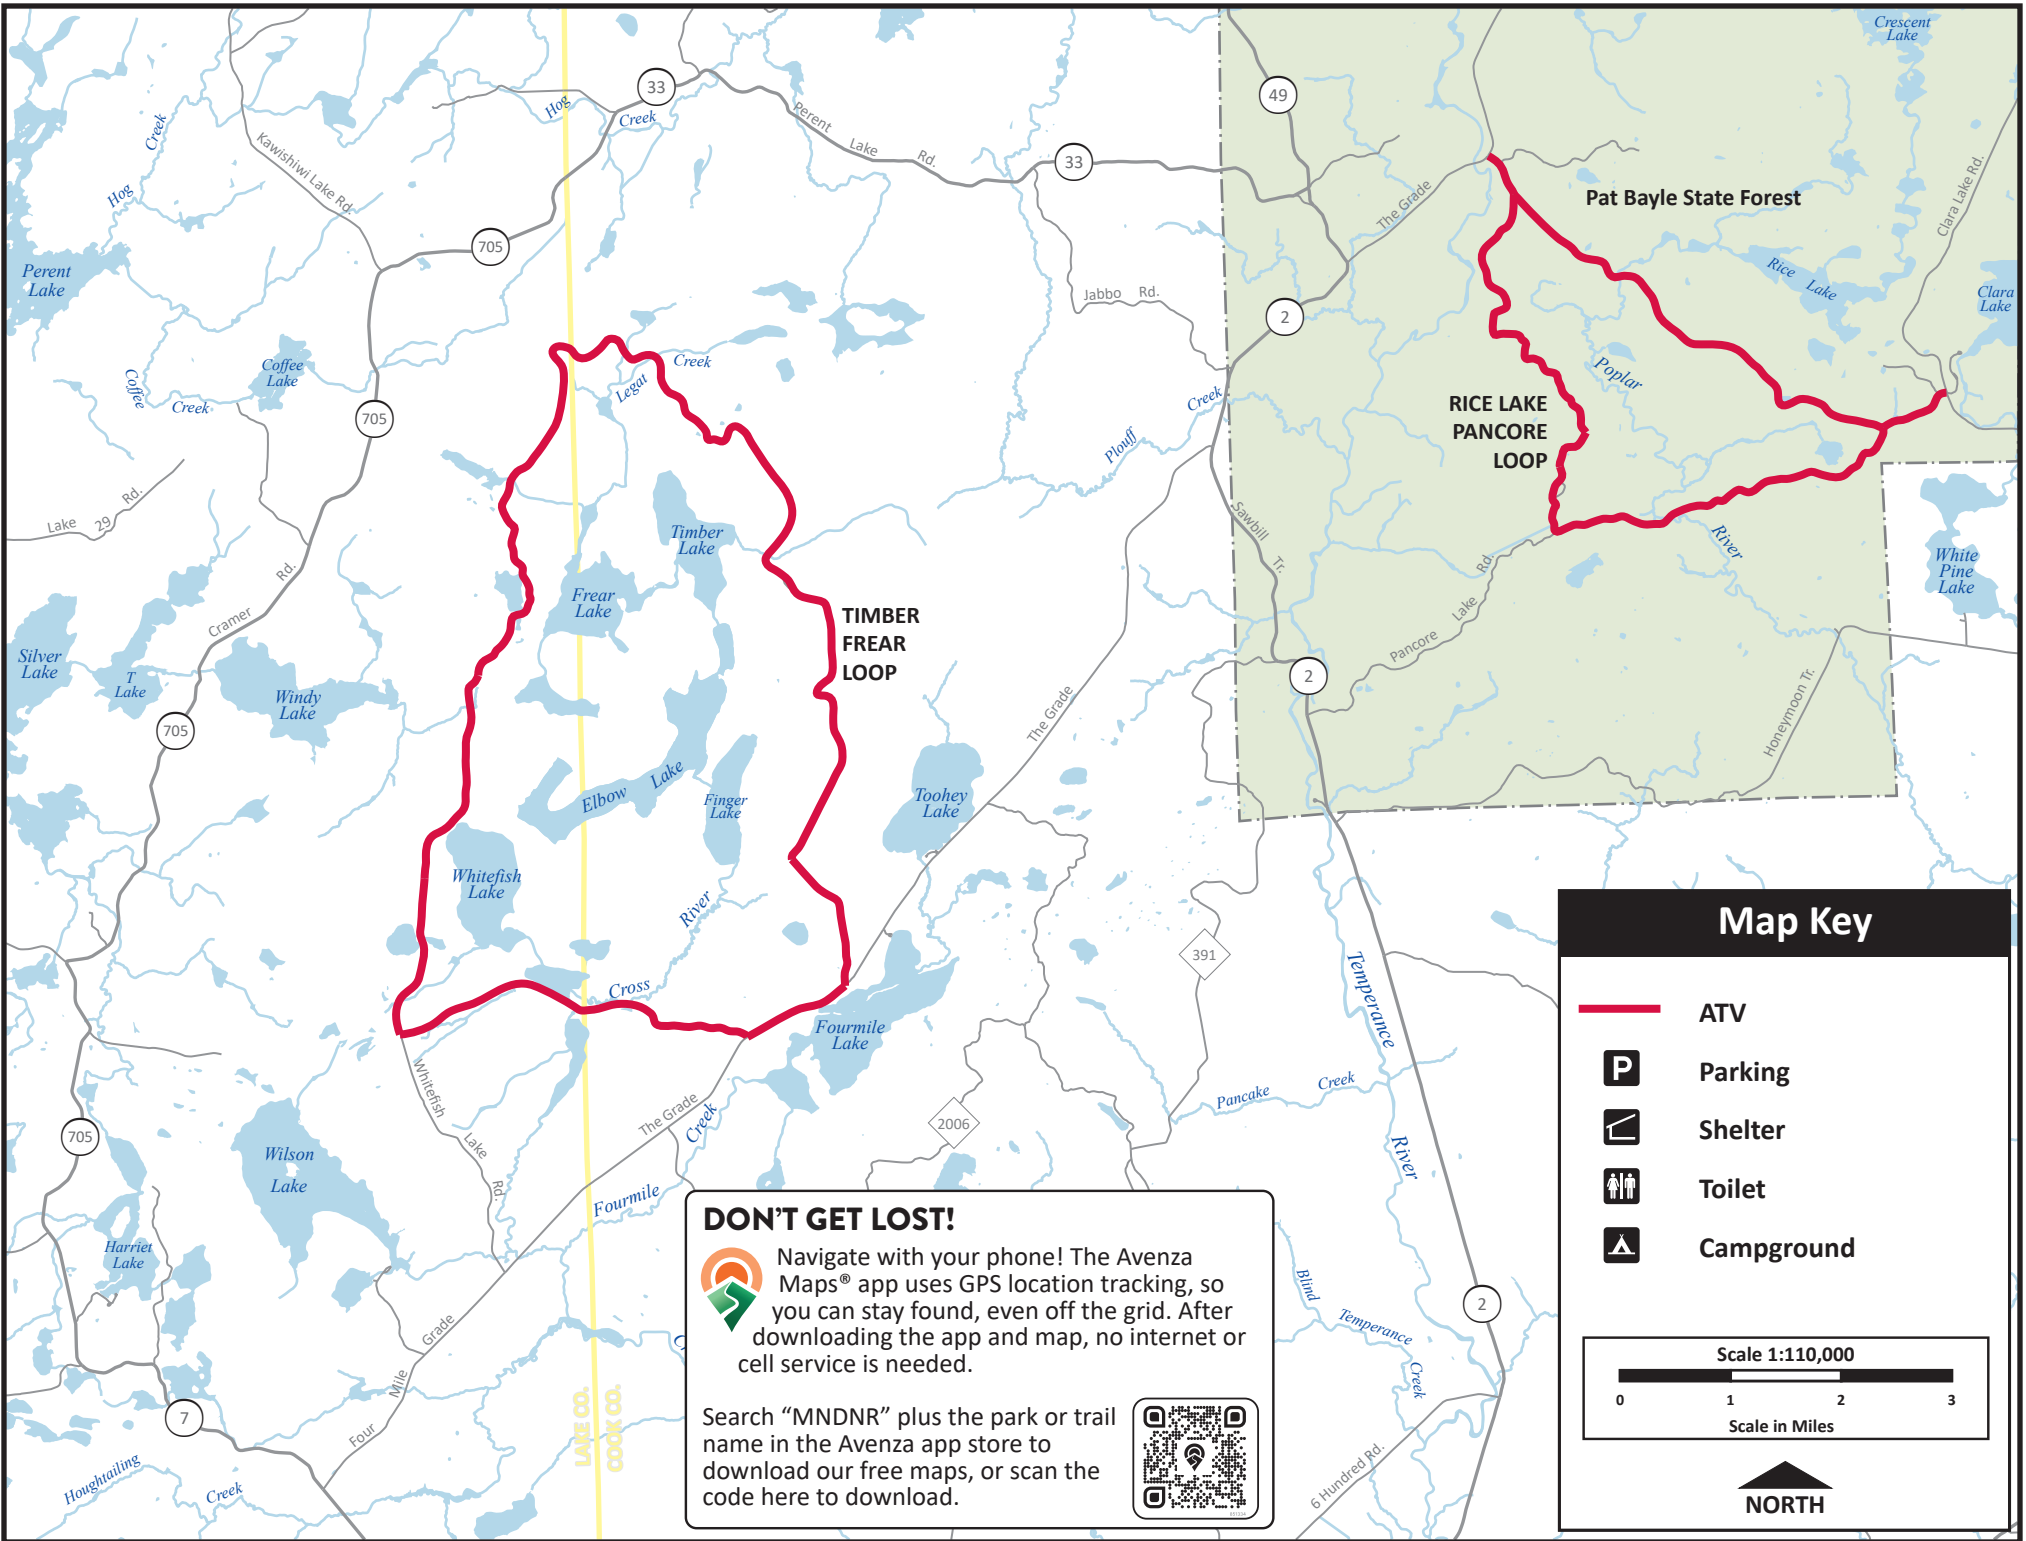 Crescent
Lake
33
49
Hog
Creek
Perent
Lake
Rd.
33
Creek
Hog
Kawishiwi Lake Rd.
The Grade
Pat Bayle State Forest
Clara Lake Rd.
705
Perent
Lake
Rice
Lake
Clara
Lake
Jabbo Rd.
2
Coffee
Lake
Coffee
Creek
Legat
Creek
Poplar
705
Creek
Plouff
RICE LAKE
PANCORE
LOOP
Lake 29 Rd.
Sawbill
Tr.
Timber
Lake
River
White
Pine
Lake
Frear
Lake
Rd.
Cramer
TIMBER
FREAR
LOOP
Pancore Lake Rd.
Silver
Lake
T
Lake
Windy
Lake
2
705
The Grade
Honeymoon Tr.
Elbow Lake
Finger
Lake
Toohey
Lake
Whitefish
Lake
River
Cross
391
Temperance
River
Fourmile
Lake
Whitefish
Lake
Rd.
The Grade
Creek
Fourmile
2006
Pancake Creek
705
Wilson
Lake
Harriet
Lake
Blind
Temperance
Creek
2
Grade
Mile
Four
7
Houghtailing
Creek
C
LAKE CO.
COOK CO.
6 Hundred Rd.
DON'T GET LOST!
Navigate with your phone! The Avenza
Maps® app uses GPS location tracking, so
you can stay found, even off the grid. After
downloading the app and map, no internet or
cell service is needed.
Search “MNDNR” plus the park or trail
name in the Avenza app store to
download our free maps, or scan the
code here to download.
Map Key
ATV
P
Parking
Shelter
Toilet
Campground
Scale 1:110,000
0 1 2 3
Scale in Miles
NORTH